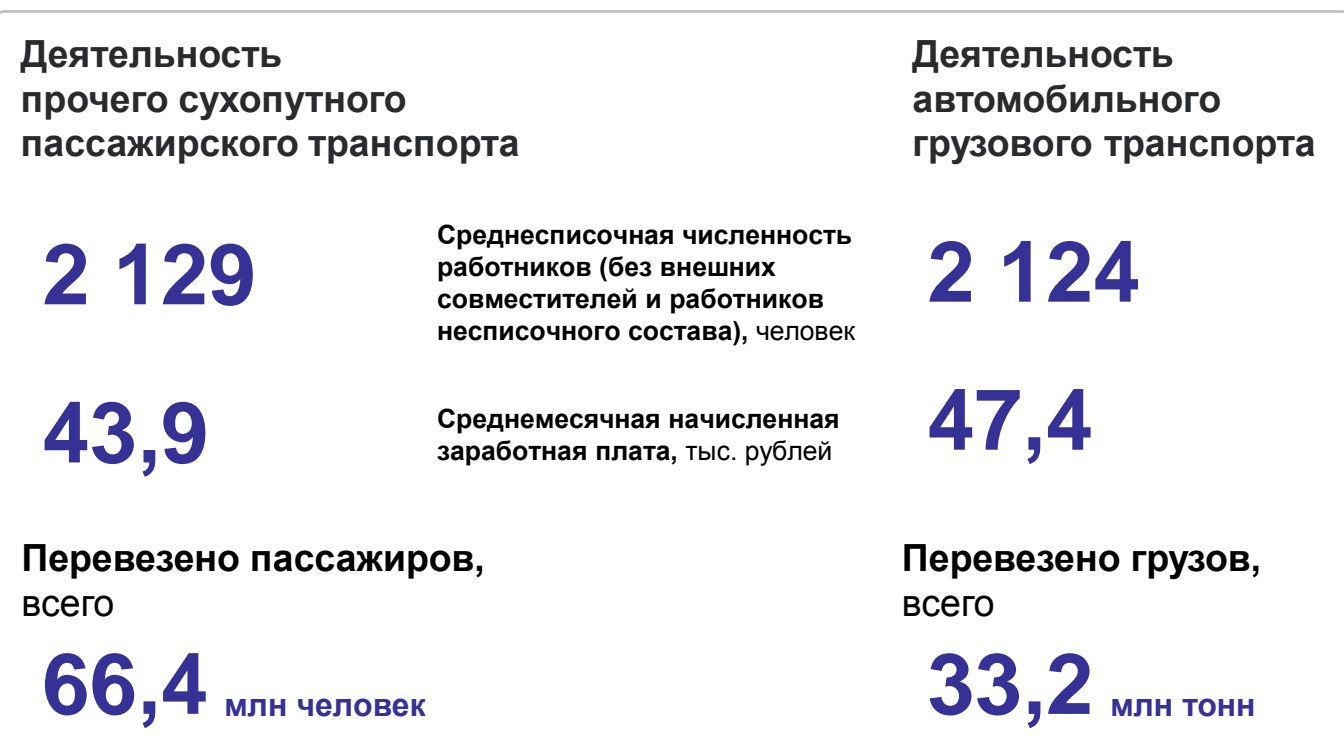 Деятельность
прочего сухопутного
пассажирского транспорта
Деятельность
автомобильного
грузового транспорта
2 129
Среднесписочная численность
работников (без внешних
совместителей и работников
несписочного состава), человек
2 124
43,9
Среднемесячная начисленная
заработная плата, тыс. рублей
47,4
Перевезено пассажиров,
всего
66,4 млн человек
Перевезено грузов,
всего
33,2 млн тонн